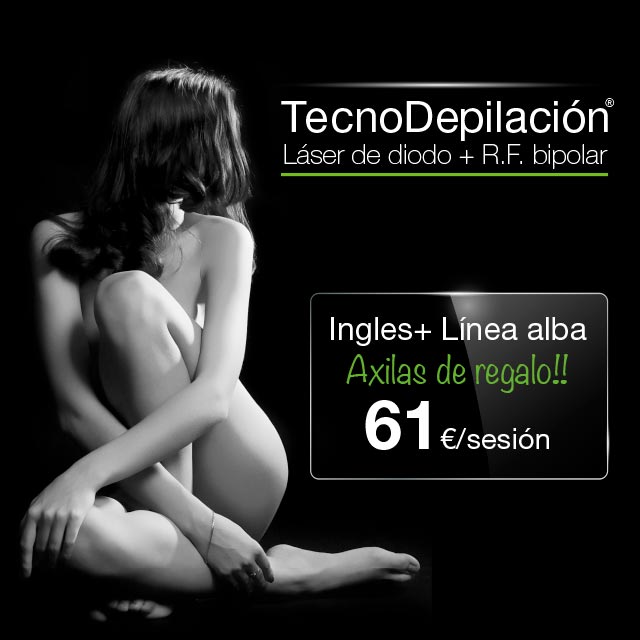 TecnoDepilación®
Láser de diodo + R.F. bipolar
Ingles+ Línea alba
Axilas de regalo!!
61 €/sesión